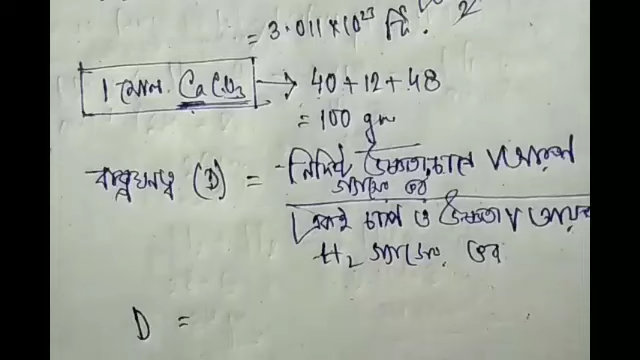 = 3.011×10²³ টি. 2
1 মোল CaCO₃ → 40+12+48
= 100 gm
বাষ্পঘনত্ব (D) = নির্দিষ্ট উষ্ণতা, চাপে V আয়তন
গ্যাসের ভর
একই চাপ ও উষ্ণতায় V আয়তন
H₂ গ্যাসের ভর
D =